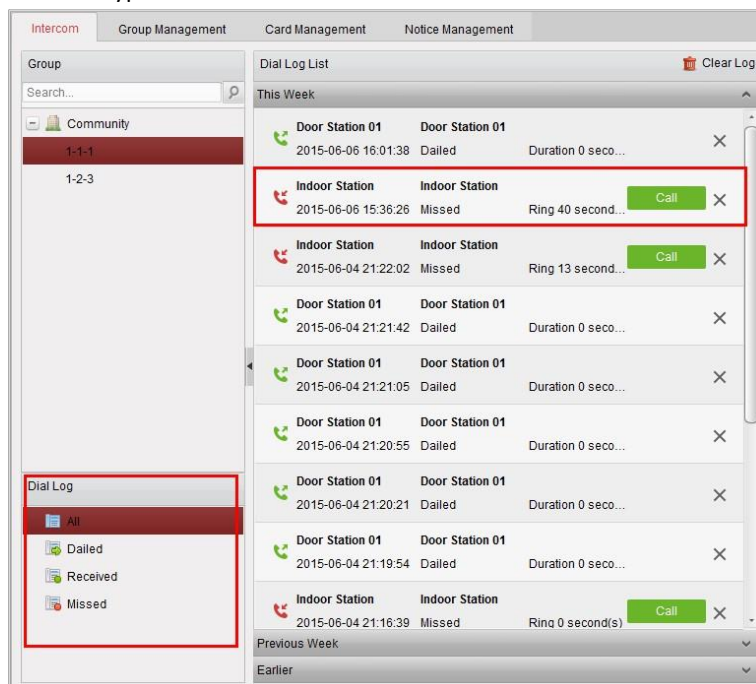 Intercom Group Management Card Management Notice Management
Group
Search...
Community
1-1-1
1-2-3
Dial Log
All
Dailed
Received
Missed
Dial Log List Clear Log
This Week
Door Station 01 Door Station 01
2015-06-06 16:01:38 Dailed Duration 0 seco...
Indoor Station Indoor Station
2015-06-06 15:36:26 Missed Ring 40 second... Call
Indoor Station Indoor Station
2015-06-04 21:22:02 Missed Ring 13 second... Call
Door Station 01 Door Station 01
2015-06-04 21:21:42 Dailed Duration 0 seco...
Door Station 01 Door Station 01
2015-06-04 21:21:05 Dailed Duration 0 seco...
Door Station 01 Door Station 01
2015-06-04 21:20:55 Dailed Duration 0 seco...
Door Station 01 Door Station 01
2015-06-04 21:20:21 Dailed Duration 0 seco...
Door Station 01 Door Station 01
2015-06-04 21:19:54 Dailed Duration 0 seco...
Indoor Station Indoor Station
2015-06-04 21:16:39 Missed Ring 0 second(s) Call
Previous Week
Earlier